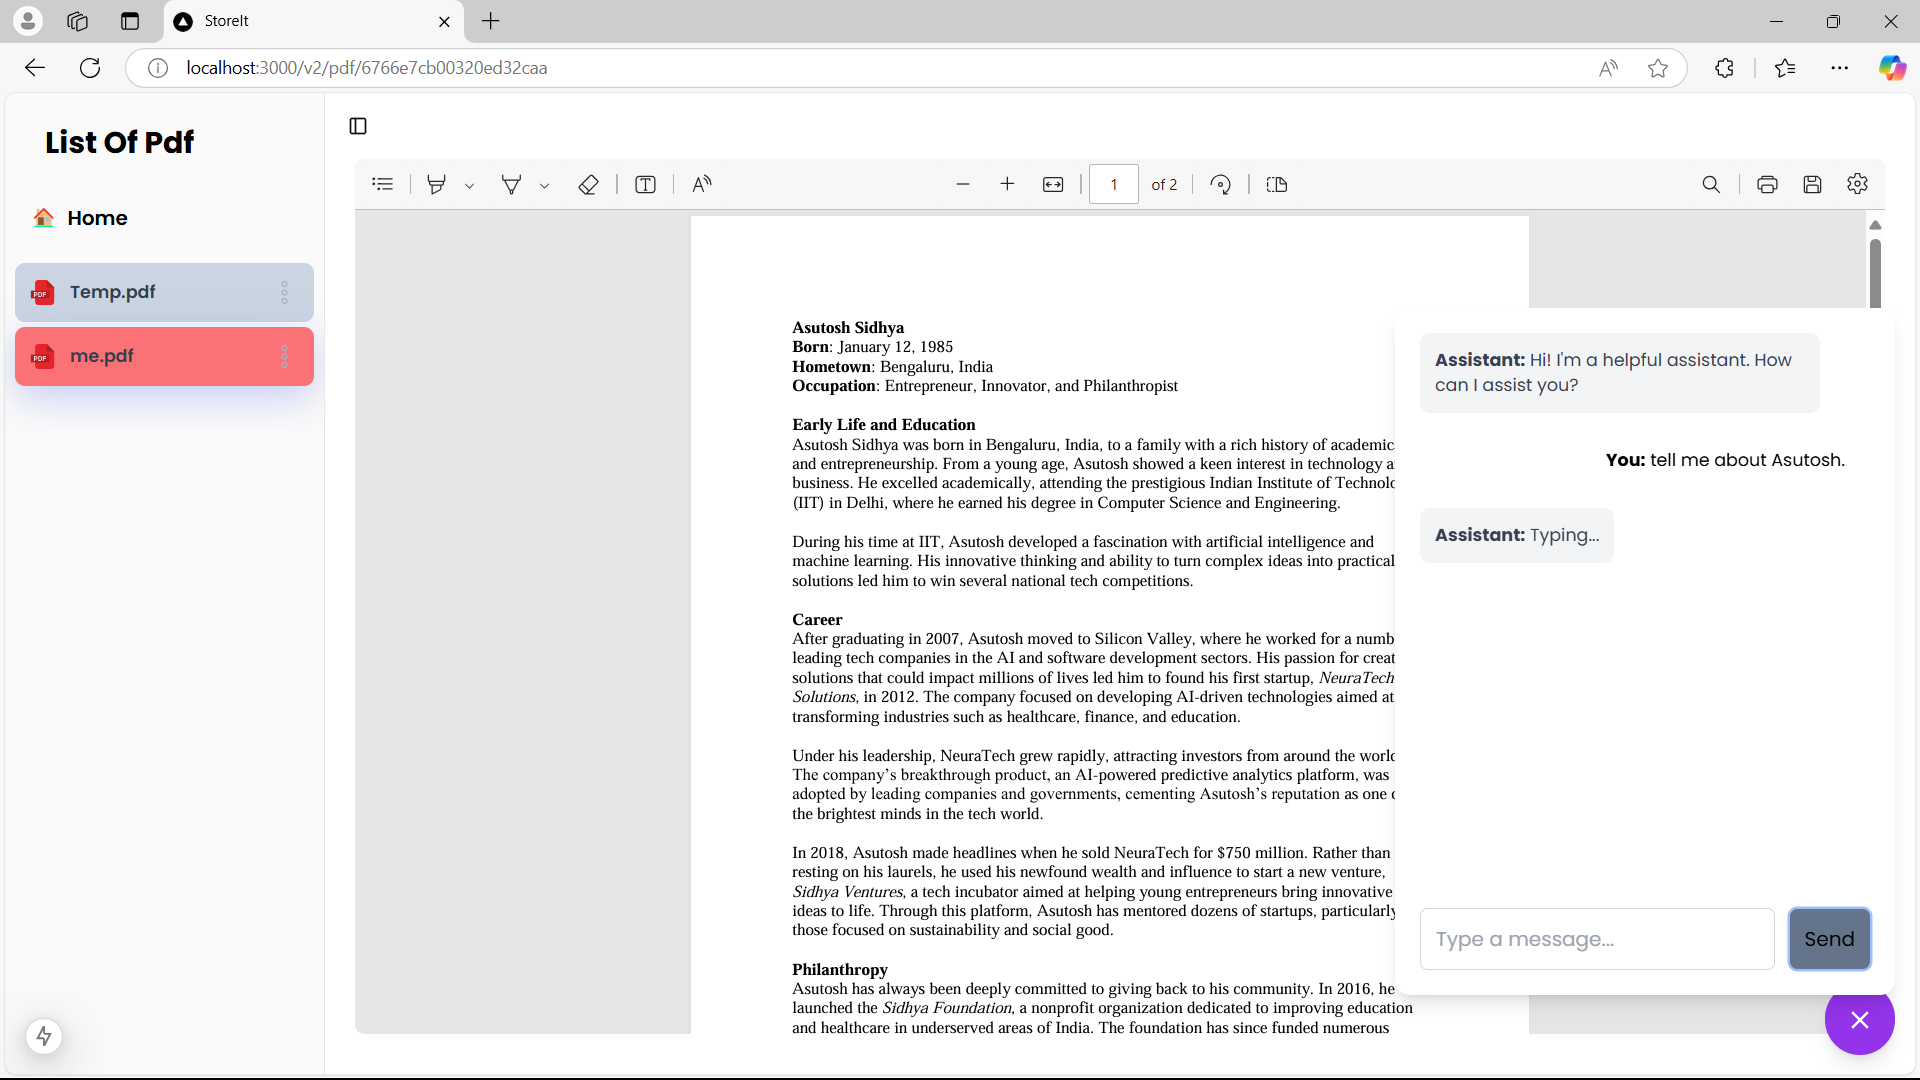 StoreIt
localhost:3000/v2/pdf/6766e7cb00320ed32caa
List Of Pdf
Home
PDF Temp.pdf
PDF me.pdf
1 of 2
Asutosh Sidhya
Born: January 12, 1985
Hometown: Bengaluru, India
Occupation: Entrepreneur, Innovator, and Philanthropist
Early Life and Education
Asutosh Sidhya was born in Bengaluru, India, to a family with a rich history of academic
and entrepreneurship. From a young age, Asutosh showed a keen interest in technology a
business. He excelled academically, attending the prestigious Indian Institute of Technolo
(IIT) in Delhi, where he earned his degree in Computer Science and Engineering.
During his time at IIT, Asutosh developed a fascination with artificial intelligence and
machine learning. His innovative thinking and ability to turn complex ideas into practical
solutions led him to win several national tech competitions.
Career
After graduating in 2007, Asutosh moved to Silicon Valley, where he worked for a numb
leading tech companies in the AI and software development sectors. His passion for creat
solutions that could impact millions of lives led him to found his first startup, NeuraTech
Solutions, in 2012. The company focused on developing AI-driven technologies aimed at
transforming industries such as healthcare, finance, and education.
Under his leadership, NeuraTech grew rapidly, attracting investors from around the world
The company's breakthrough product, an AI-powered predictive analytics platform, was
adopted by leading companies and governments, cementing Asutosh's reputation as one
the brightest minds in the tech world.
In 2018, Asutosh made headlines when he sold NeuraTech for $750 million. Rather than
resting on his laurels, he used his newfound wealth and influence to start a new venture,
Sidhya Ventures, a tech incubator aimed at helping young entrepreneurs bring innovative
ideas to life. Through this platform, Asutosh has mentored dozens of startups, particularly
those focused on sustainability and social good.
Philanthropy
Asutosh has always been deeply committed to giving back to his community. In 2016, he
launched the Sidhya Foundation, a nonprofit organization dedicated to improving education
and healthcare in underserved areas of India. The foundation has since funded numerous
Assistant: Hi! I'm a helpful assistant. How
can I assist you?
You: tell me about Asutosh.
Assistant: Typing...
Type a message...
Send